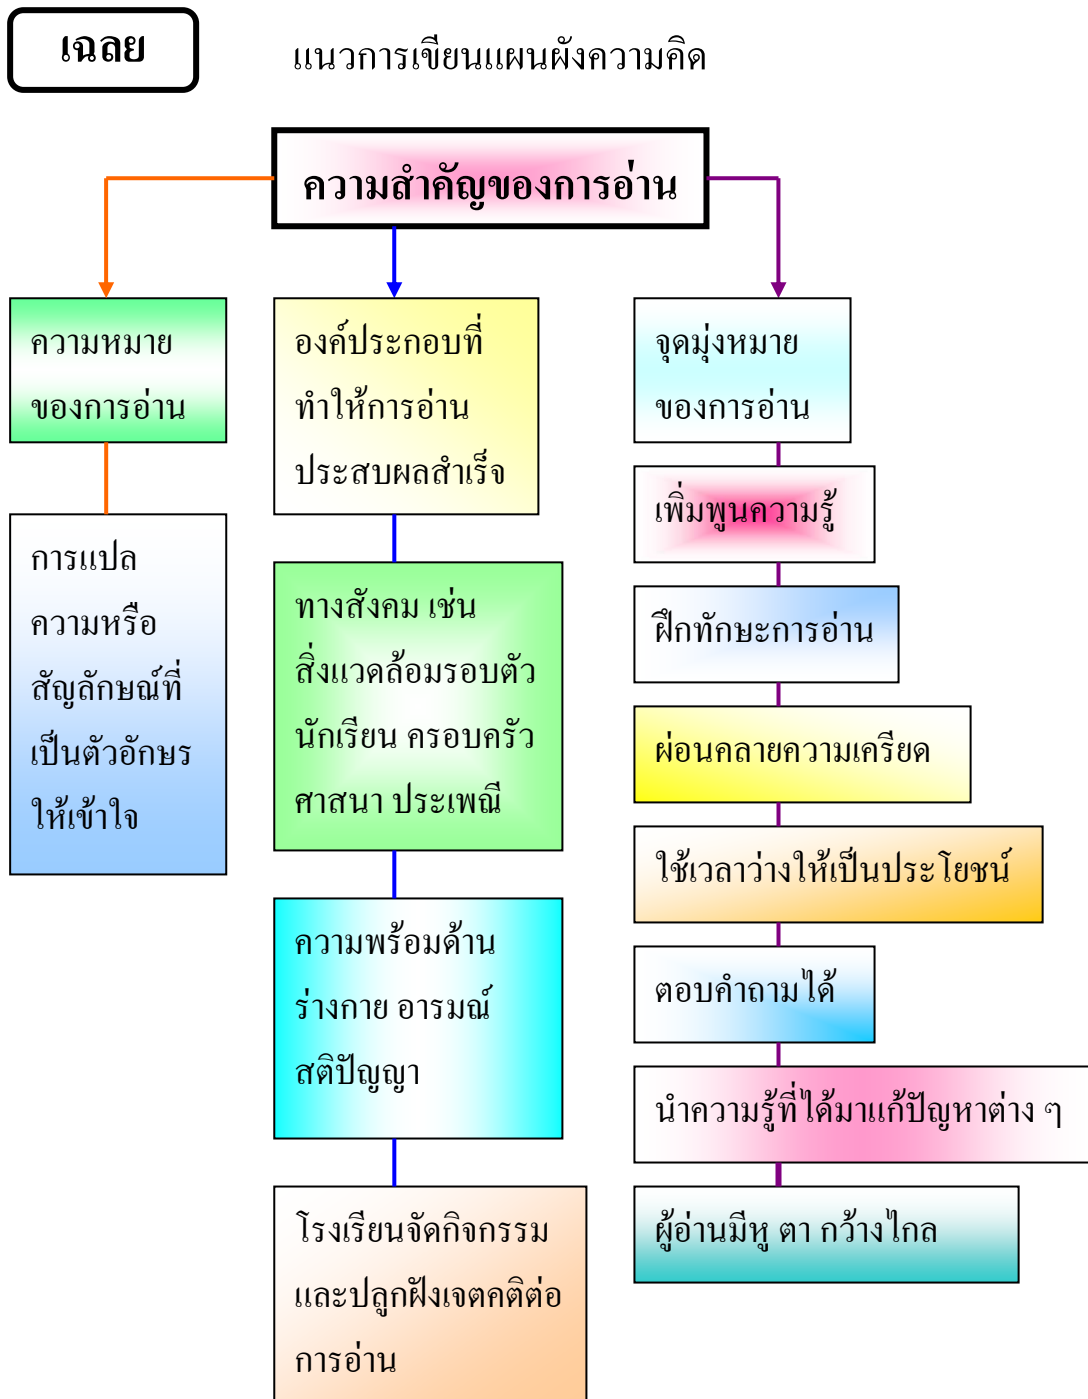 เฉลย
แนวการเขียนแผนผังความคิด
ความสำคัญของการอ่าน
ความหมาย
ของการอ่าน
การแปล
ความหรือ
สัญลักษณ์ที่
เป็นตัวอักษร
ให้เข้าใจ
องค์ประกอบที่
ทำให้การอ่าน
ประสบผลสำเร็จ
ทางสังคม เช่น
สิ่งแวดล้อมรอบตัว
นักเรียน ครอบครัว
ศาสนา ประเพณี
ความพร้อมด้าน
ร่างกาย อารมณ์
สติปัญญา
โรงเรียนจัดกิจกรรม
และปลูกฝังเจตคติต่อ
การอ่าน
จุดมุ่งหมาย
ของการอ่าน
เพิ่มพูนความรู้
ฝึกทักษะการอ่าน
ผ่อนคลายความเครียด
ใช้เวลาว่างให้เป็นประโยชน์
ตอบคำถามได้
นำความรู้ที่ได้มาแก้ปัญหาต่าง ๆ
ผู้อ่านมีหู ตา กว้างไกล